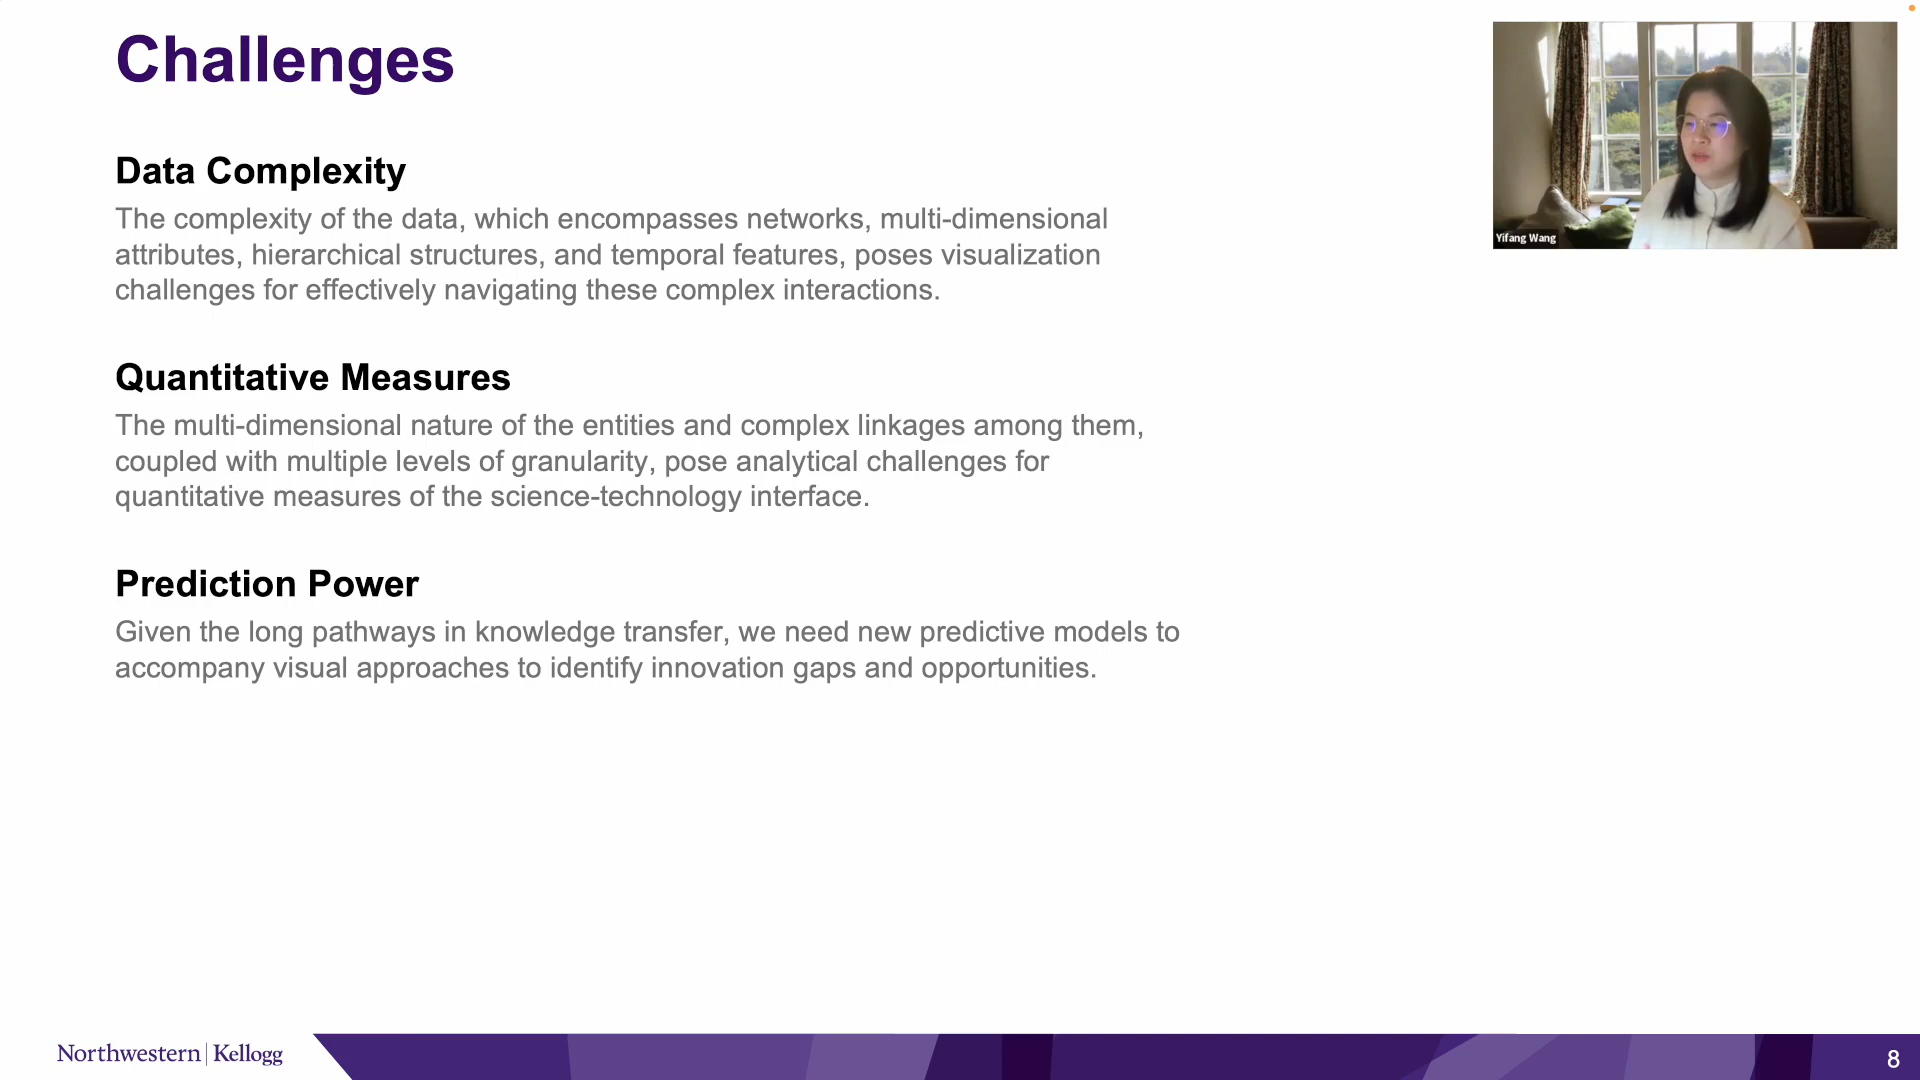 Challenges
Data Complexity
The complexity of the data, which encompasses networks, multi-dimensional
attributes, hierarchical structures, and temporal features, poses visualization
challenges for effectively navigating these complex interactions.
Quantitative Measures
The multi-dimensional nature of the entities and complex linkages among them,
coupled with multiple levels of granularity, pose analytical challenges for
quantitative measures of the science-technology interface.
Prediction Power
Given the long pathways in knowledge transfer, we need new predictive models to
accompany visual approaches to identify innovation gaps and opportunities.
Yifang Wang
Northwestern | Kellogg
8